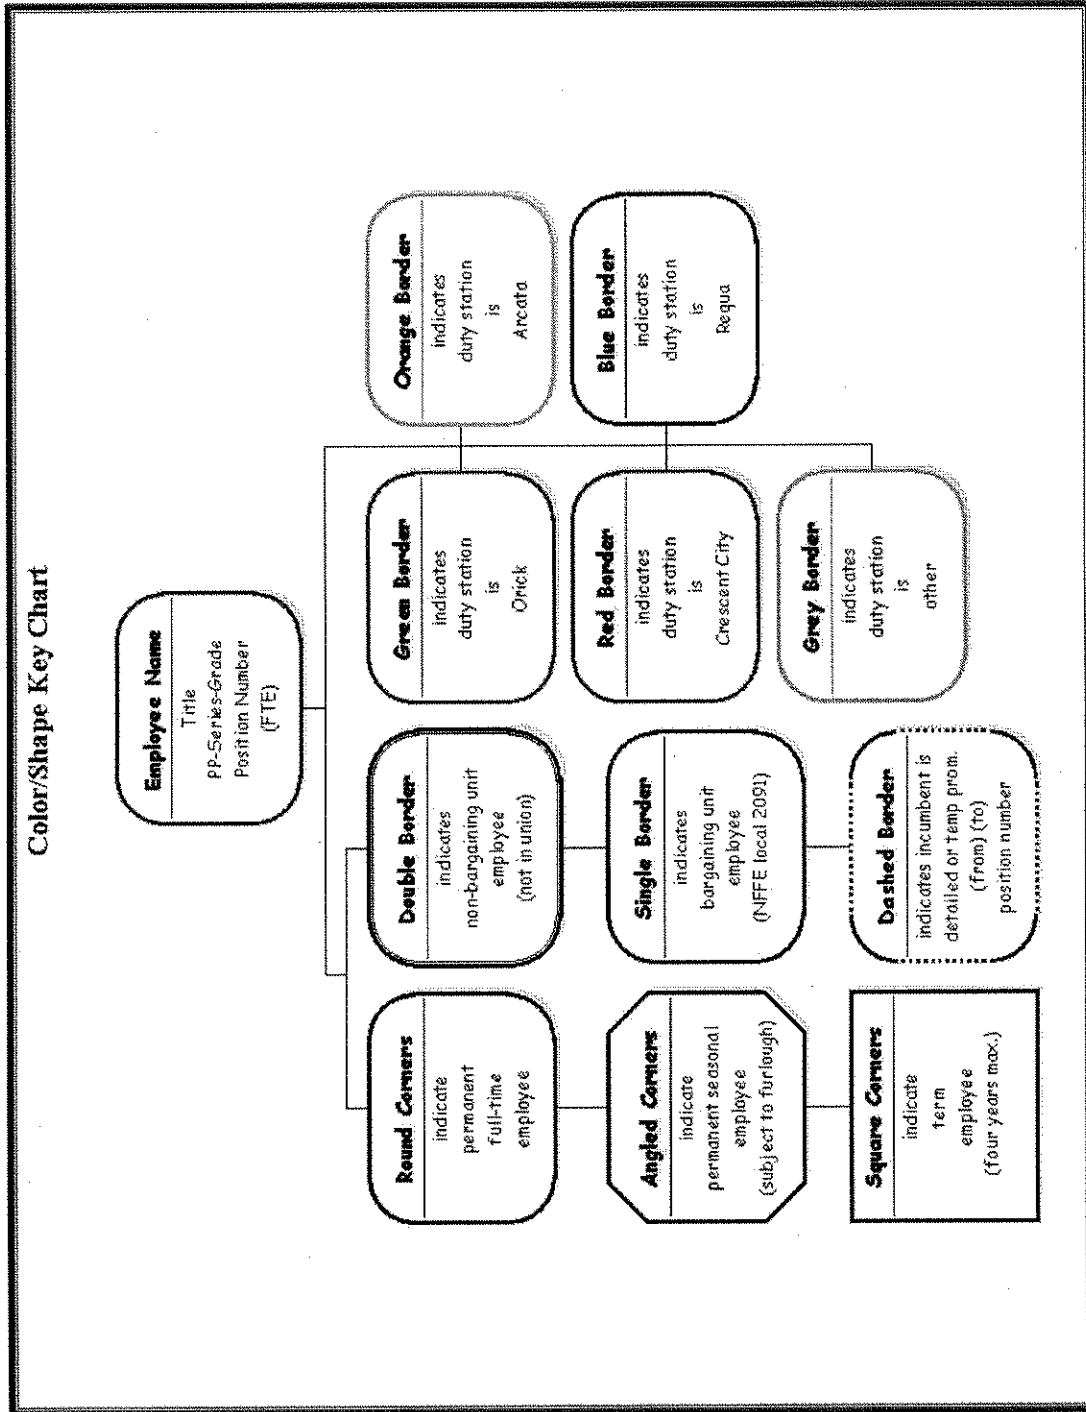 Color/Shape Key Chart
Employee Name
Title
PP-Series-Grade
Position Number
(FTE)
Round Corners
indicate
permanent
full-time
employee
Double Border
indicates
non-bargaining unit
employee
(not in union)
Green Border
indicates
duty station
is
Orick
Orange Border
indicates
duty station
is
Arcata
Angled Corners
indicate
permanent seasonal
employee
(subject to furlough)
Single Border
indicates
bargaining unit
employee
(NFFE local 2091)
Red Border
indicates
duty station
is
Crescent City
Blue Border
indicates
duty station
is
Requa
Square Corners
indicate
term
employee
(four years max.)
Dashed Border
indicates incumbent is
detailed or temp prom.
(from) (to)
position number
Grey Border
indicates
duty station
is
other